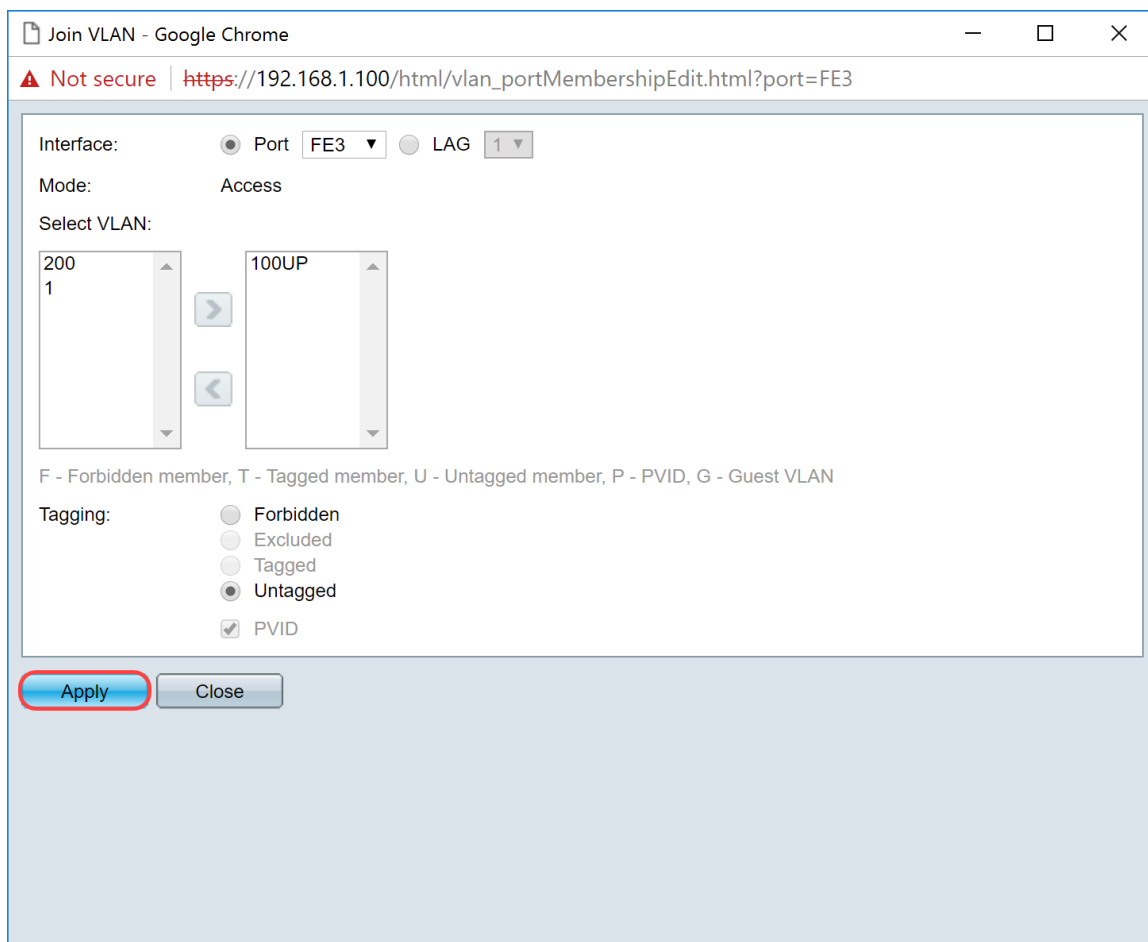 Join VLAN - Google Chrome
Not secure https://192.168.1.100/html/vlan_portMembershipEdit.html?port=FE3
Interface: Port FE3 LAG 1
Mode: Access
Select VLAN:
200 100UP
1
F - Forbidden member, T - Tagged member, U - Untagged member, P - PVID, G - Guest VLAN
Tagging: Forbidden
Excluded
Tagged
Untagged
PVID
Apply Close